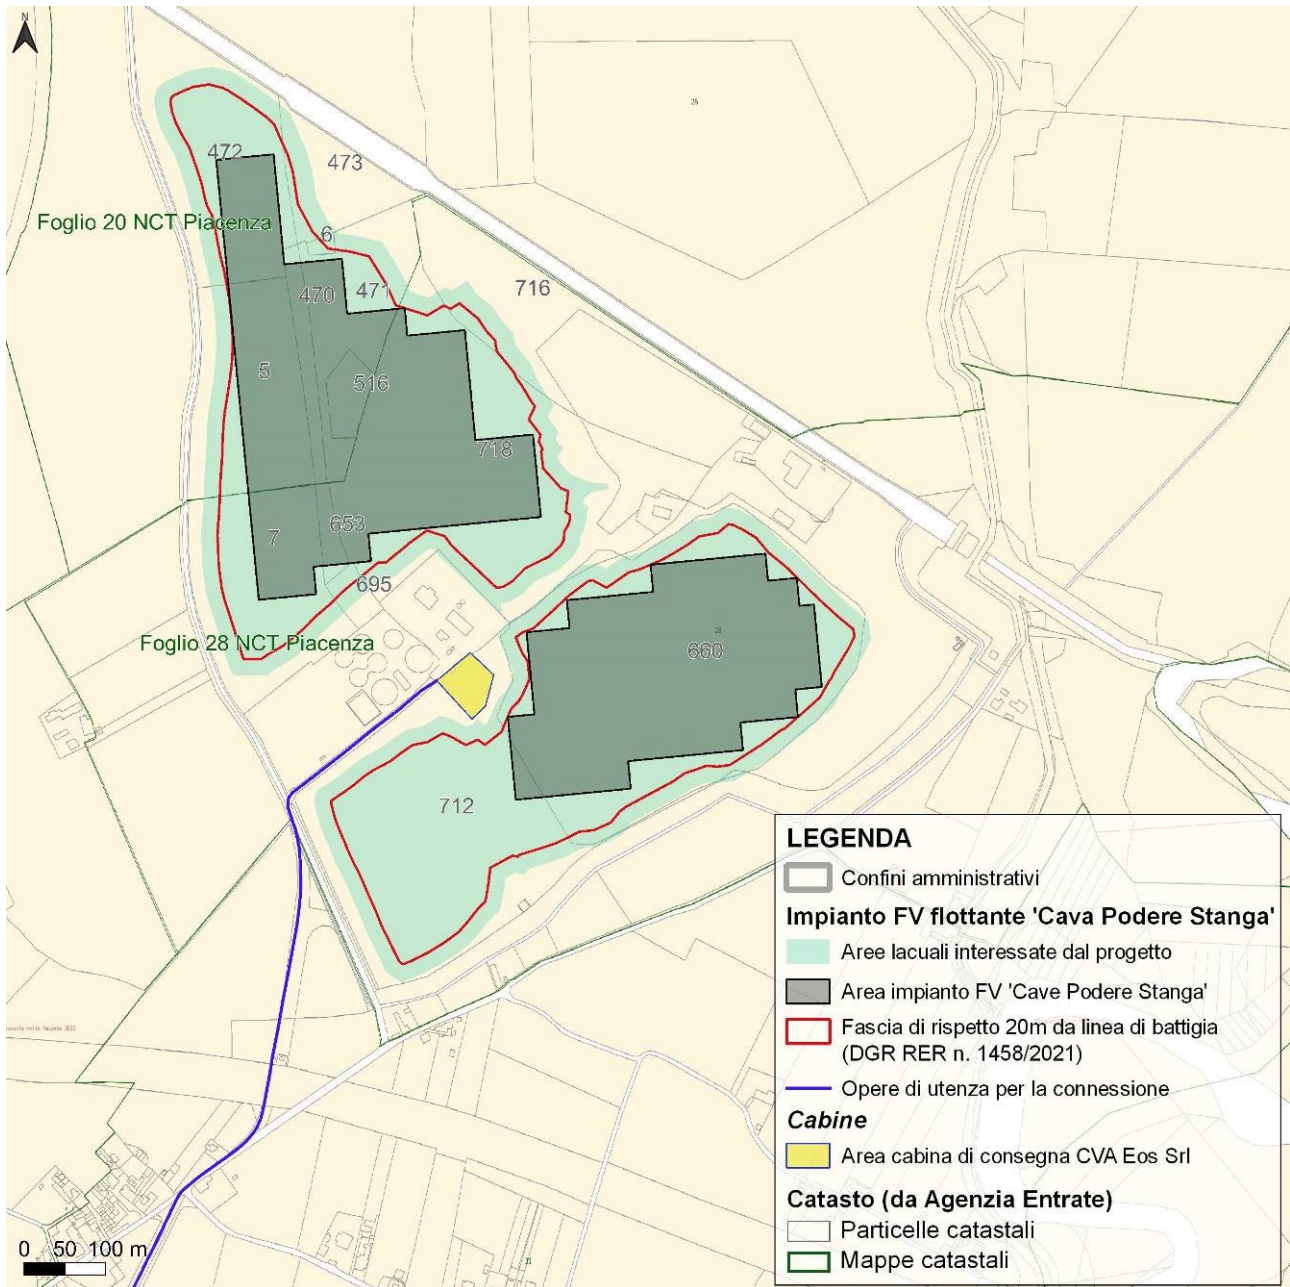 N
28
472
473
Foglio 20 NCT Piacenza
6
470
471
716
5
516
718
7
653
695
Foglio 28 NCT Piacenza
28
660
712
LEGENDA
Confini amministrativi
Impianto FV flottante 'Cava Podere Stanga'
Aree lacuali interessate dal progetto
Area impianto FV 'Cave Podere Stanga'
Fascia di rispetto 20m da linea di battigia
(DGR RER n. 1458/2021)
Opere di utenza per la connessione
Cabine
Area cabina di consegna CVA Eos Srl
Catasto (da Agenzia Entrate)
Particelle catastali
Mappe catastali
0 50 100 m